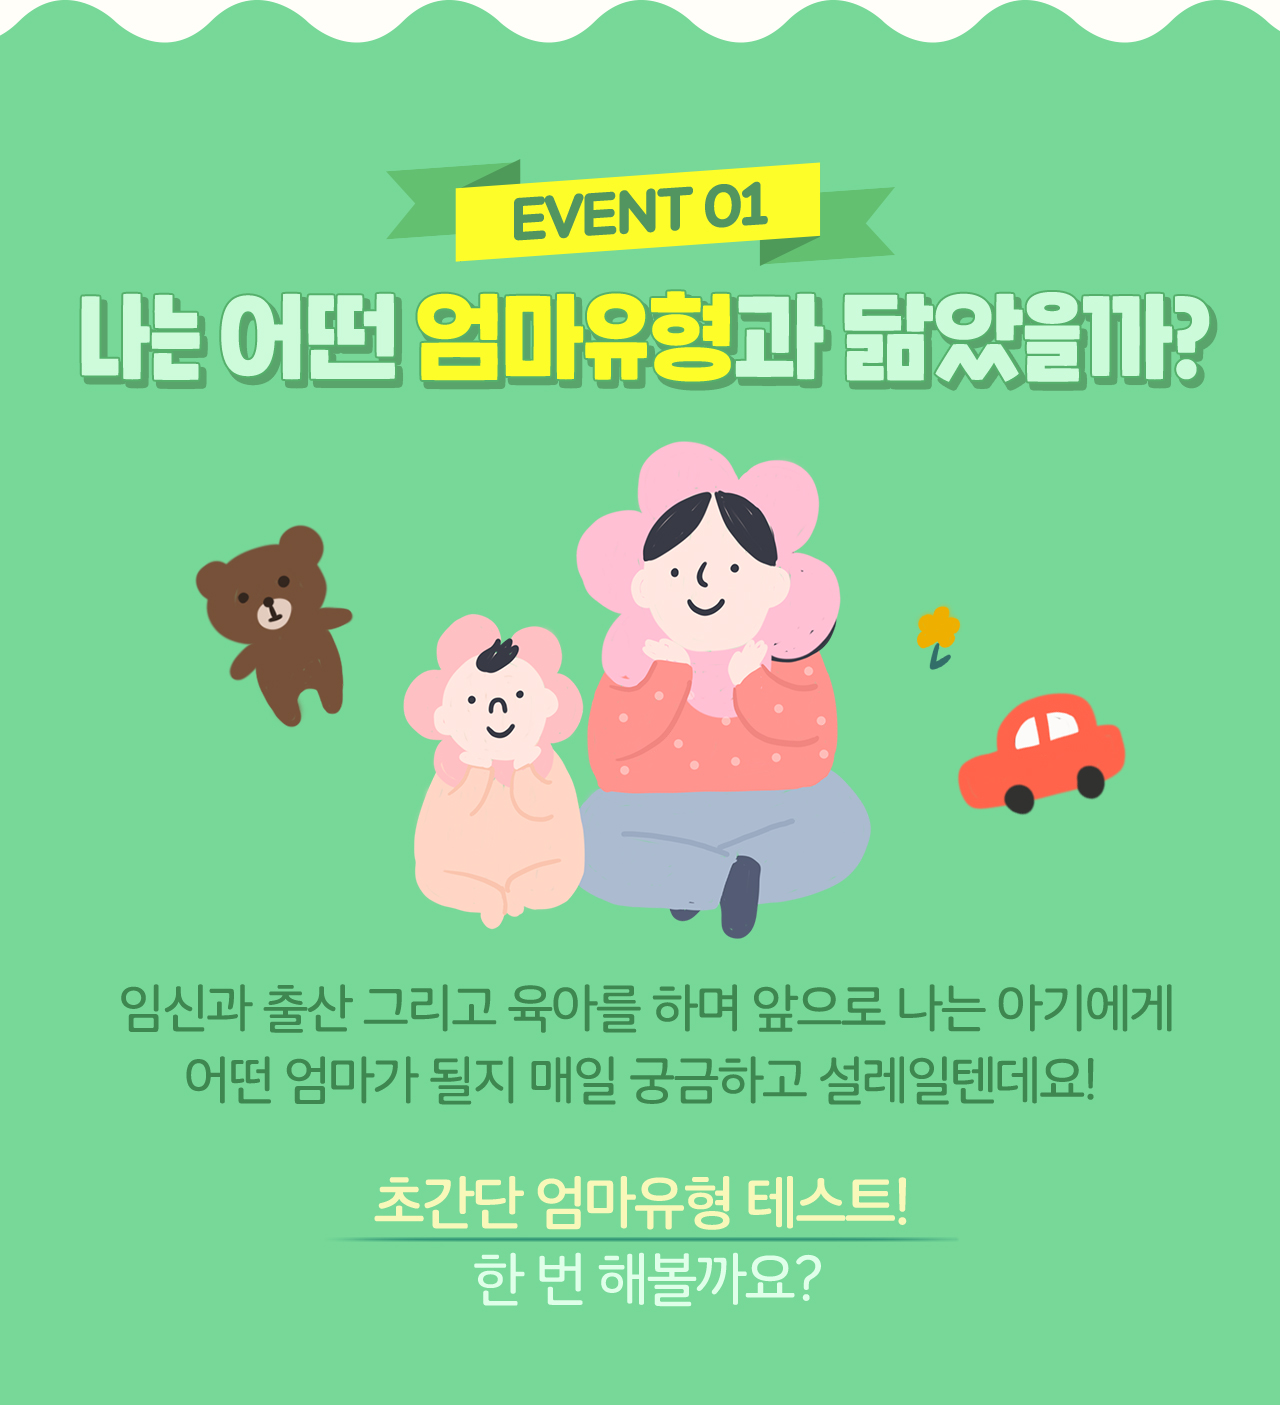 EVENT 01
나는 어떤 엄마유형과 닮았을까?
임신과 출산 그리고 육아를 하며 앞으로 나는 아기에게
어떤 엄마가 될지 매일 궁금하고 설레일텐데요!
초간단 엄마유형 테스트!
한 번 해볼까요?